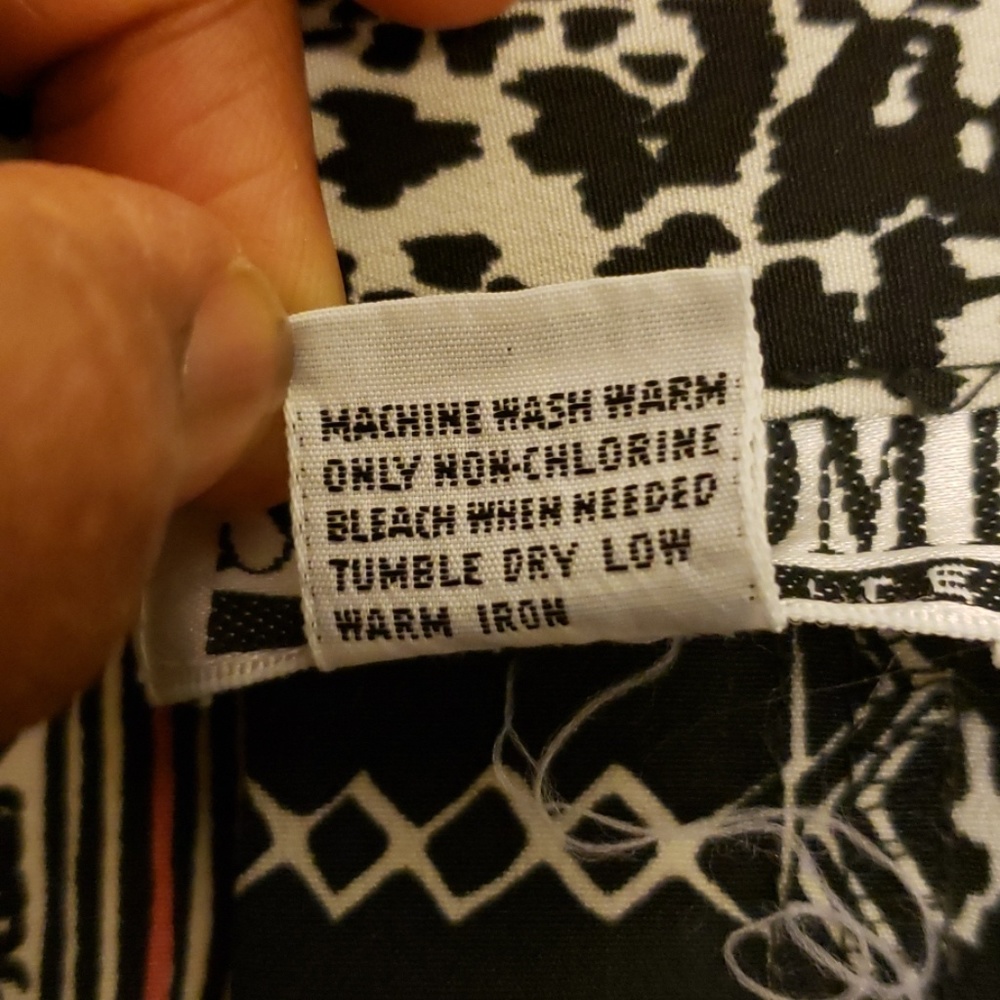 MACHINE WASH WARM
ONLY NON-CHLORINE
BLEACH WHEN NEEDED
TUMBLE DRY LOW
WARM IRON